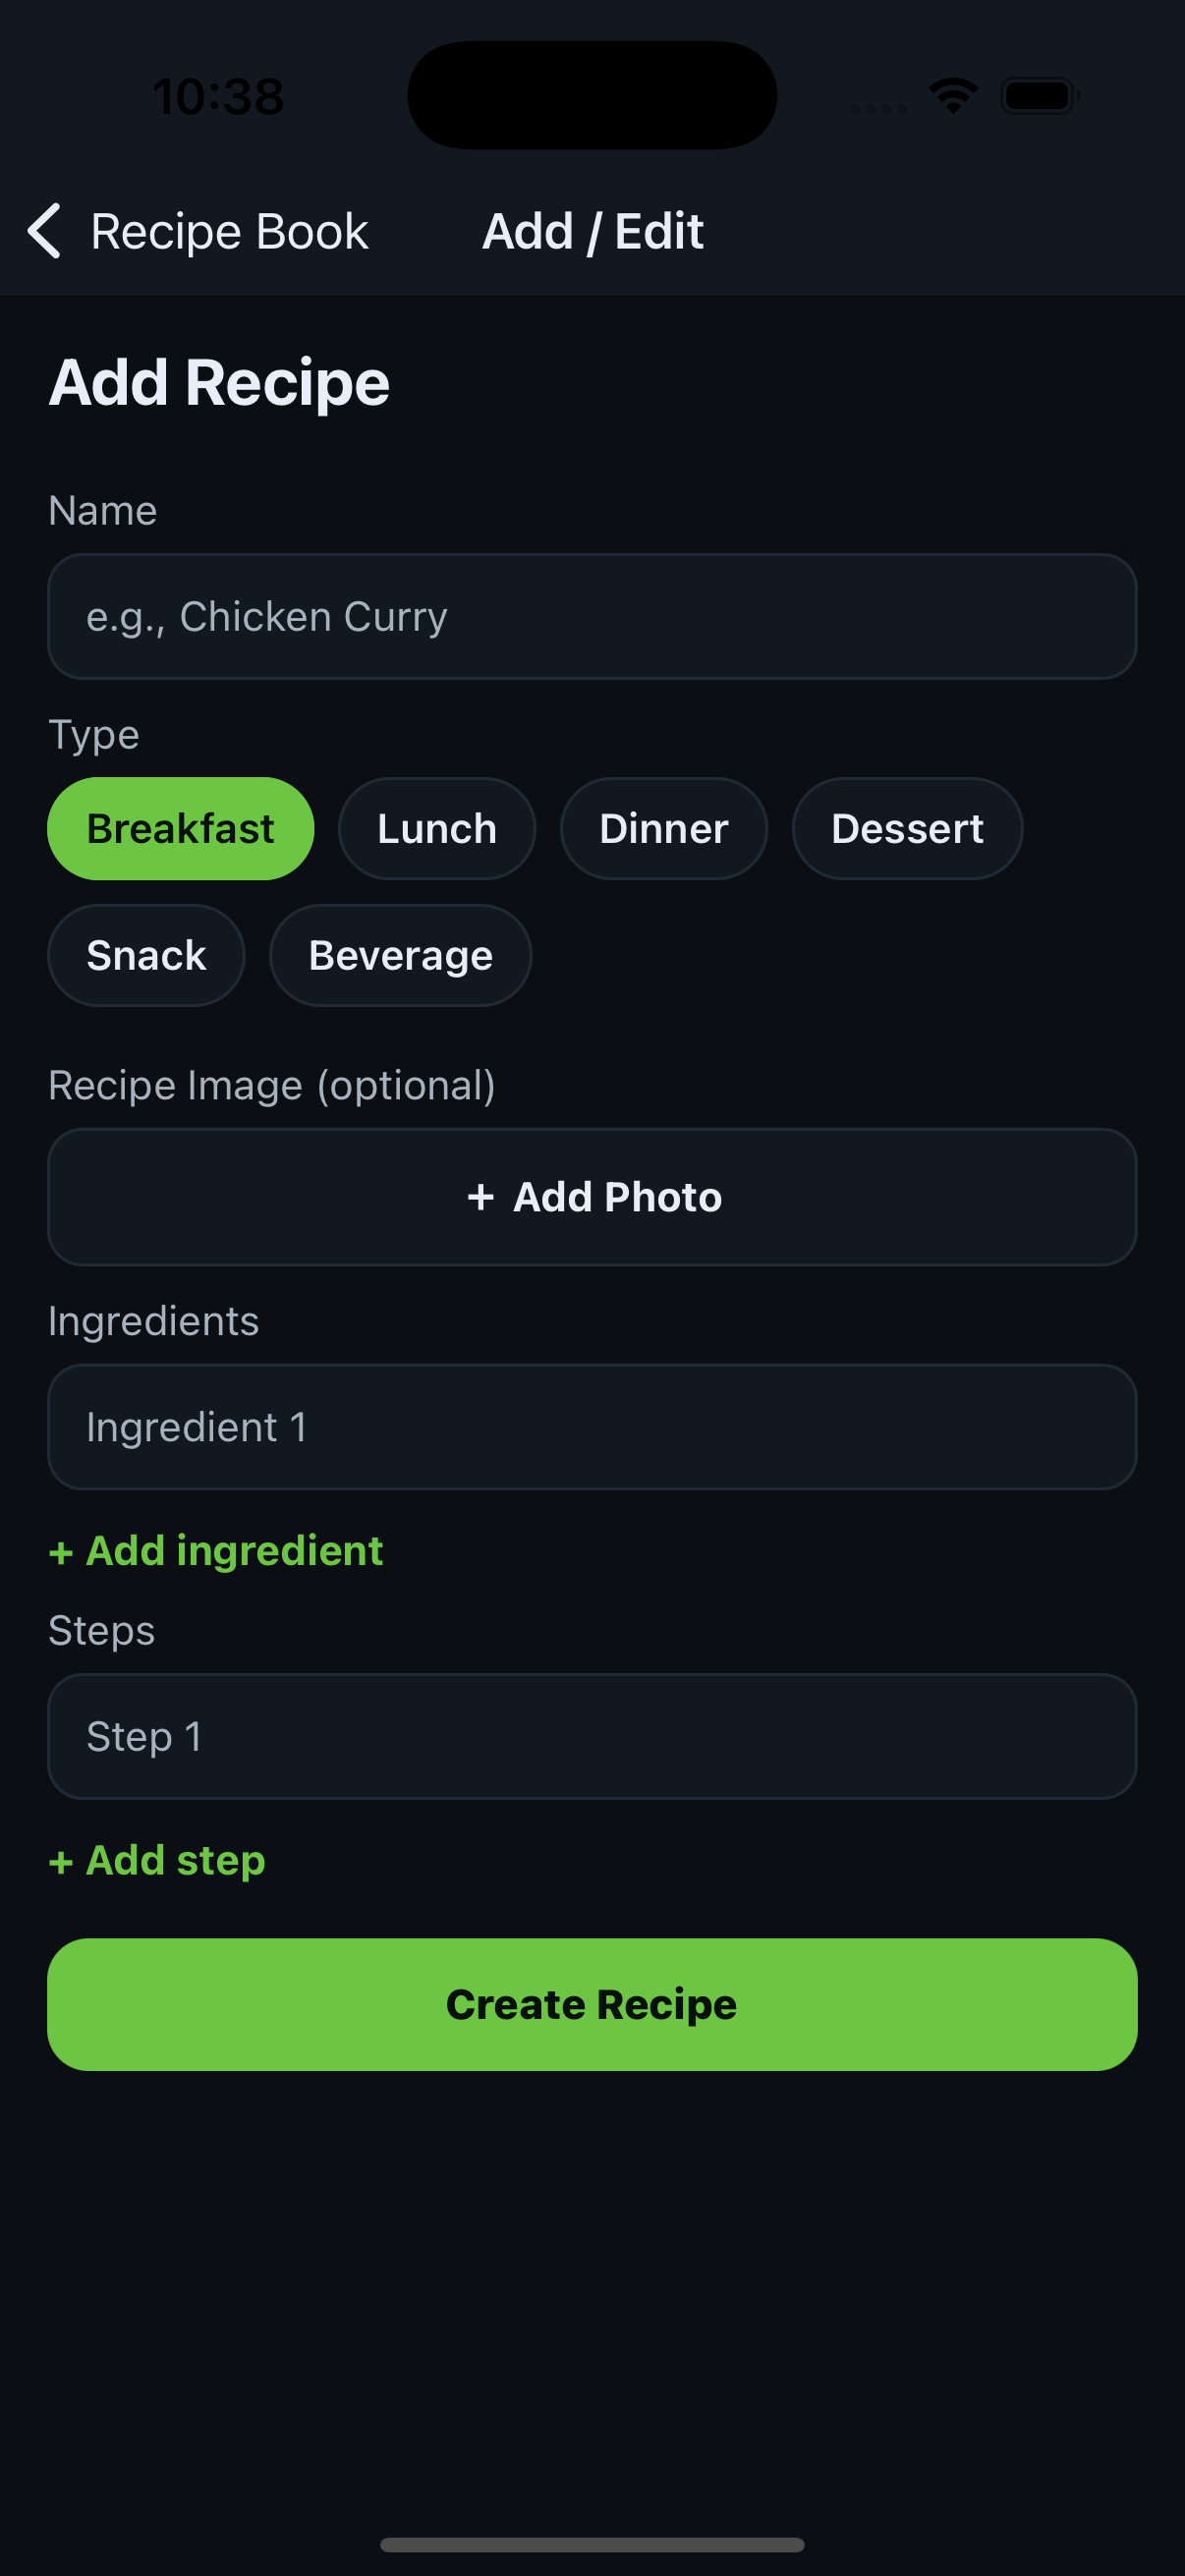 10:38
Recipe Book Add / Edit
Add Recipe
Name
e.g., Chicken Curry
Type
Breakfast Lunch Dinner Dessert
Snack Beverage
Recipe Image (optional)
+ Add Photo
Ingredients
Ingredient 1
+ Add ingredient
Steps
Step 1
+ Add step
Create Recipe